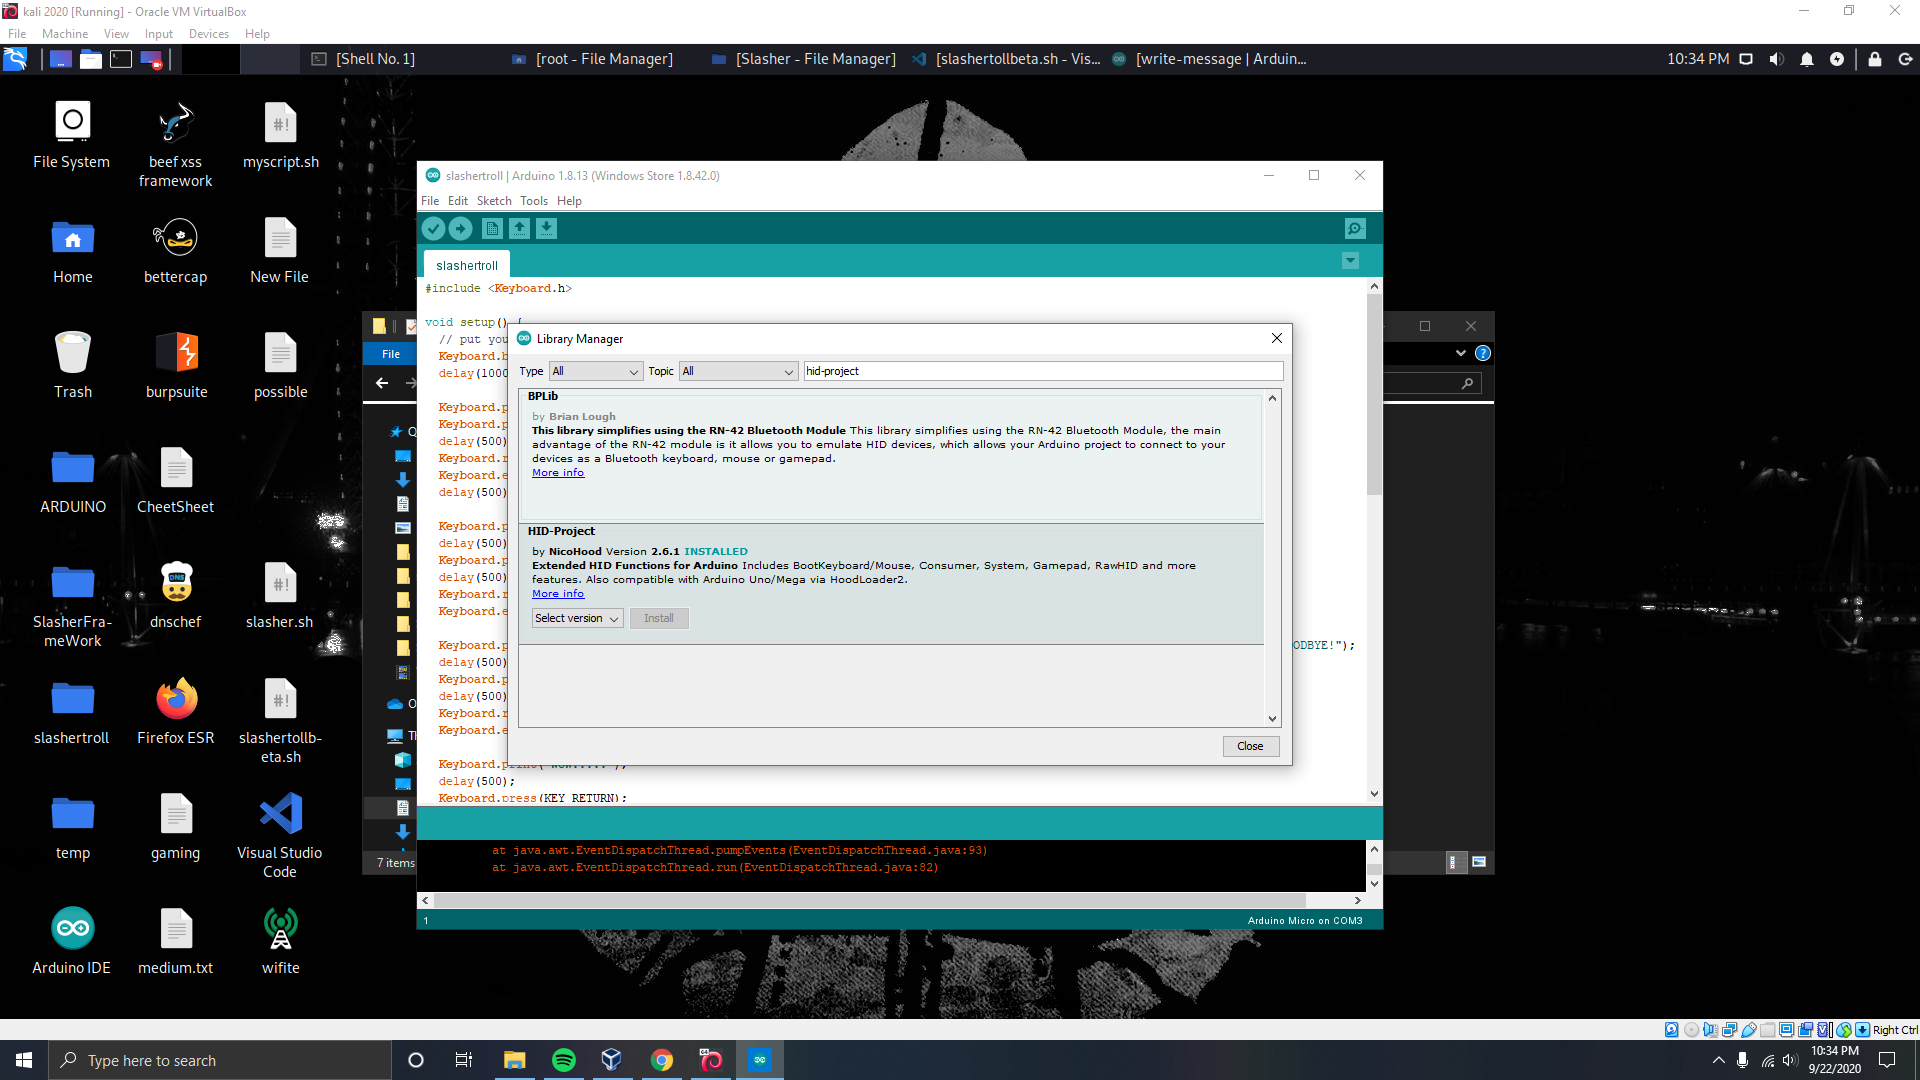 kali 2020 [Running] - Oracle VM VirtualBox
File Machine View Input Devices Help
[Shell No. 1]
[root - File Manager]
[Slasher - File Manager]
[slashertollbeta.sh - Vis...
[write-message | Arduin...
10:34 PM
File System
beef xss
framework
myscript.sh
Home
bettercap
New File
Trash
burpsuite
possible
ARDUINO
CheetSheet
SlasherFra-
meWork
dnschef
slasher.sh
slashertroll
Firefox ESR
slashertollb-
eta.sh
temp
gaming
Visual Studio
Code
Arduino IDE
medium.txt
wifite
File
7 items
slashertroll | Arduino 1.8.13 (Windows Store 1.8.42.0)
File Edit Sketch Tools Help
slashertroll
#include <Keyboard.h>
void setup() {
// put you
Keyboard.b
delay(1000
Keyboard.p
Keyboard.p
delay(500)
Keyboard.r
Keyboard.e
delay(500)
Keyboard.p
delay(500)
Keyboard.p
delay(500)
Keyboard.r
Keyboard.e
Keyboard.p
ODBYE!");
delay(500)
Keyboard.p
delay(500)
Keyboard.r
Keyboard.e
delay(500);
Keyboard.press(KEY_RETURN);
Library Manager
Type All Topic All hid-project
BPLib
by Brian Lough
This library simplifies using the RN-42 Bluetooth Module This library simplifies using the RN-42 Bluetooth Module, the main
advantage of the RN-42 module is it allows you to emulate HID devices, which allows your Arduino project to connect to your
devices as a Bluetooth keyboard, mouse or gamepad.
More info
HID-Project
by NicoHood Version 2.6.1 INSTALLED
Extended HID Functions for Arduino Includes BootKeyboard/Mouse, Consumer, System, Gamepad, RawHID and more
features. Also compatible with Arduino Uno/Mega via HoodLoader2.
More info
Select version Install
Close
at java.awt.EventDispatchThread.pumpEvents(EventDispatchThread.java:93)
at java.awt.EventDispatchThread.run(EventDispatchThread.java:82)
1
Arduino Micro on COM3
Right Ctrl
Type here to search
10:34 PM
9/22/2020